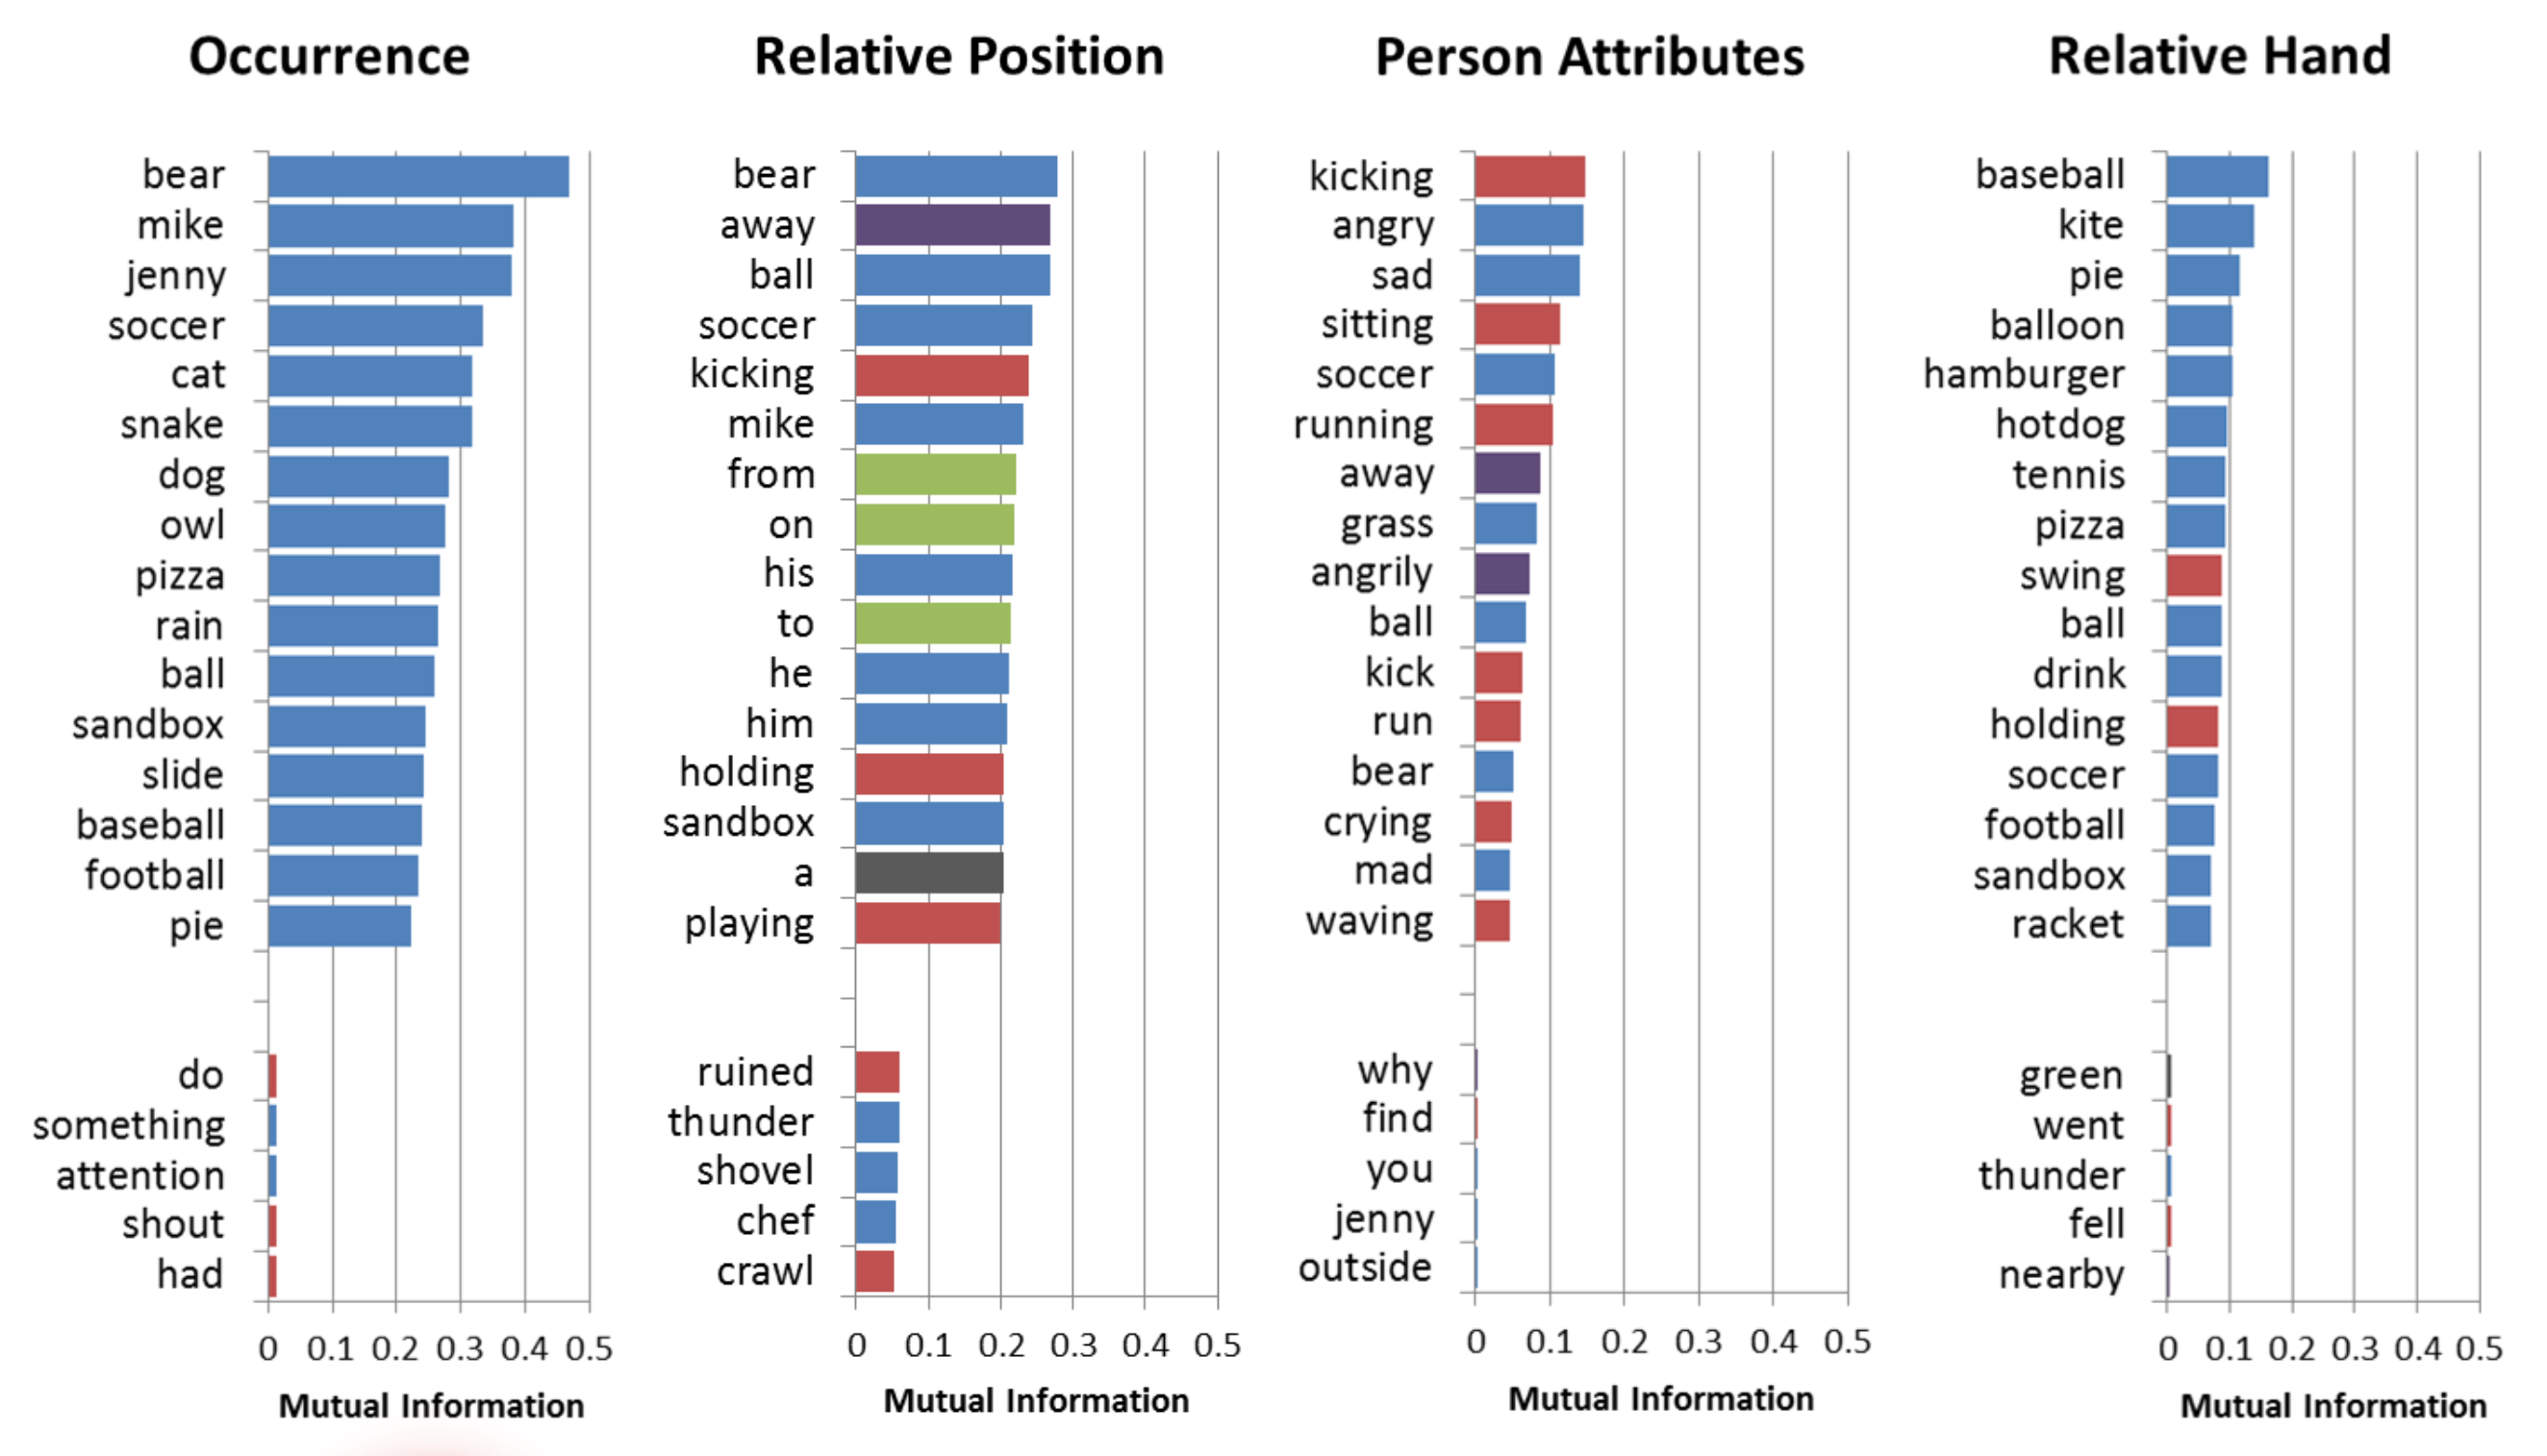 Occurrence
bear
mike
jenny
soccer
cat
snake
dog
owl
pizza
rain
ball
sandbox
slide
baseball
football
pie
do
something
attention
shout
had
0 0.1 0.2 0.3 0.4 0.5
Mutual Information
Relative Position
bear
away
ball
soccer
kicking
mike
from
on
his
to
he
him
holding
sandbox
a
playing
ruined
thunder
shovel
chef
crawl
0 0.1 0.2 0.3 0.4 0.5
Mutual Information
Person Attributes
kicking
angry
sad
sitting
soccer
running
away
grass
angrily
ball
kick
run
bear
crying
mad
waving
why
find
you
jenny
outside
0 0.1 0.2 0.3 0.4 0.5
Mutual Information
Relative Hand
baseball
kite
pie
balloon
hamburger
hotdog
tennis
pizza
swing
ball
drink
holding
soccer
football
sandbox
racket
green
went
thunder
fell
nearby
0 0.1 0.2 0.3 0.4 0.5
Mutual Information